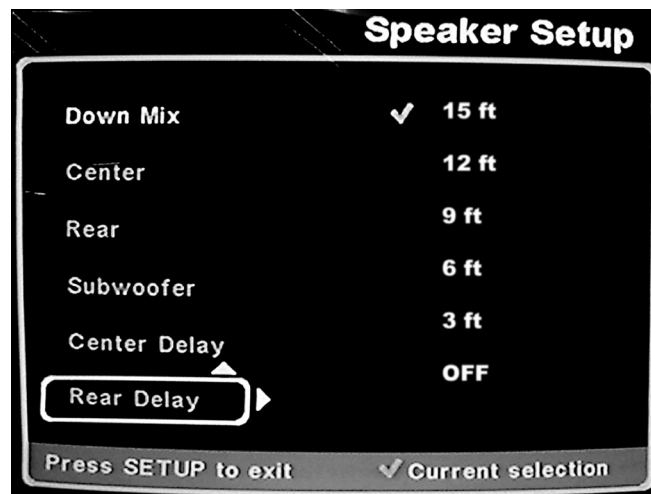 Speaker Setup
Down Mix
Center
Rear
Subwoofer
Center Delay
Rear Delay
✓ 15 ft
12 ft
9 ft
6 ft
3 ft
OFF
Press SETUP to exit
✓ Current selection